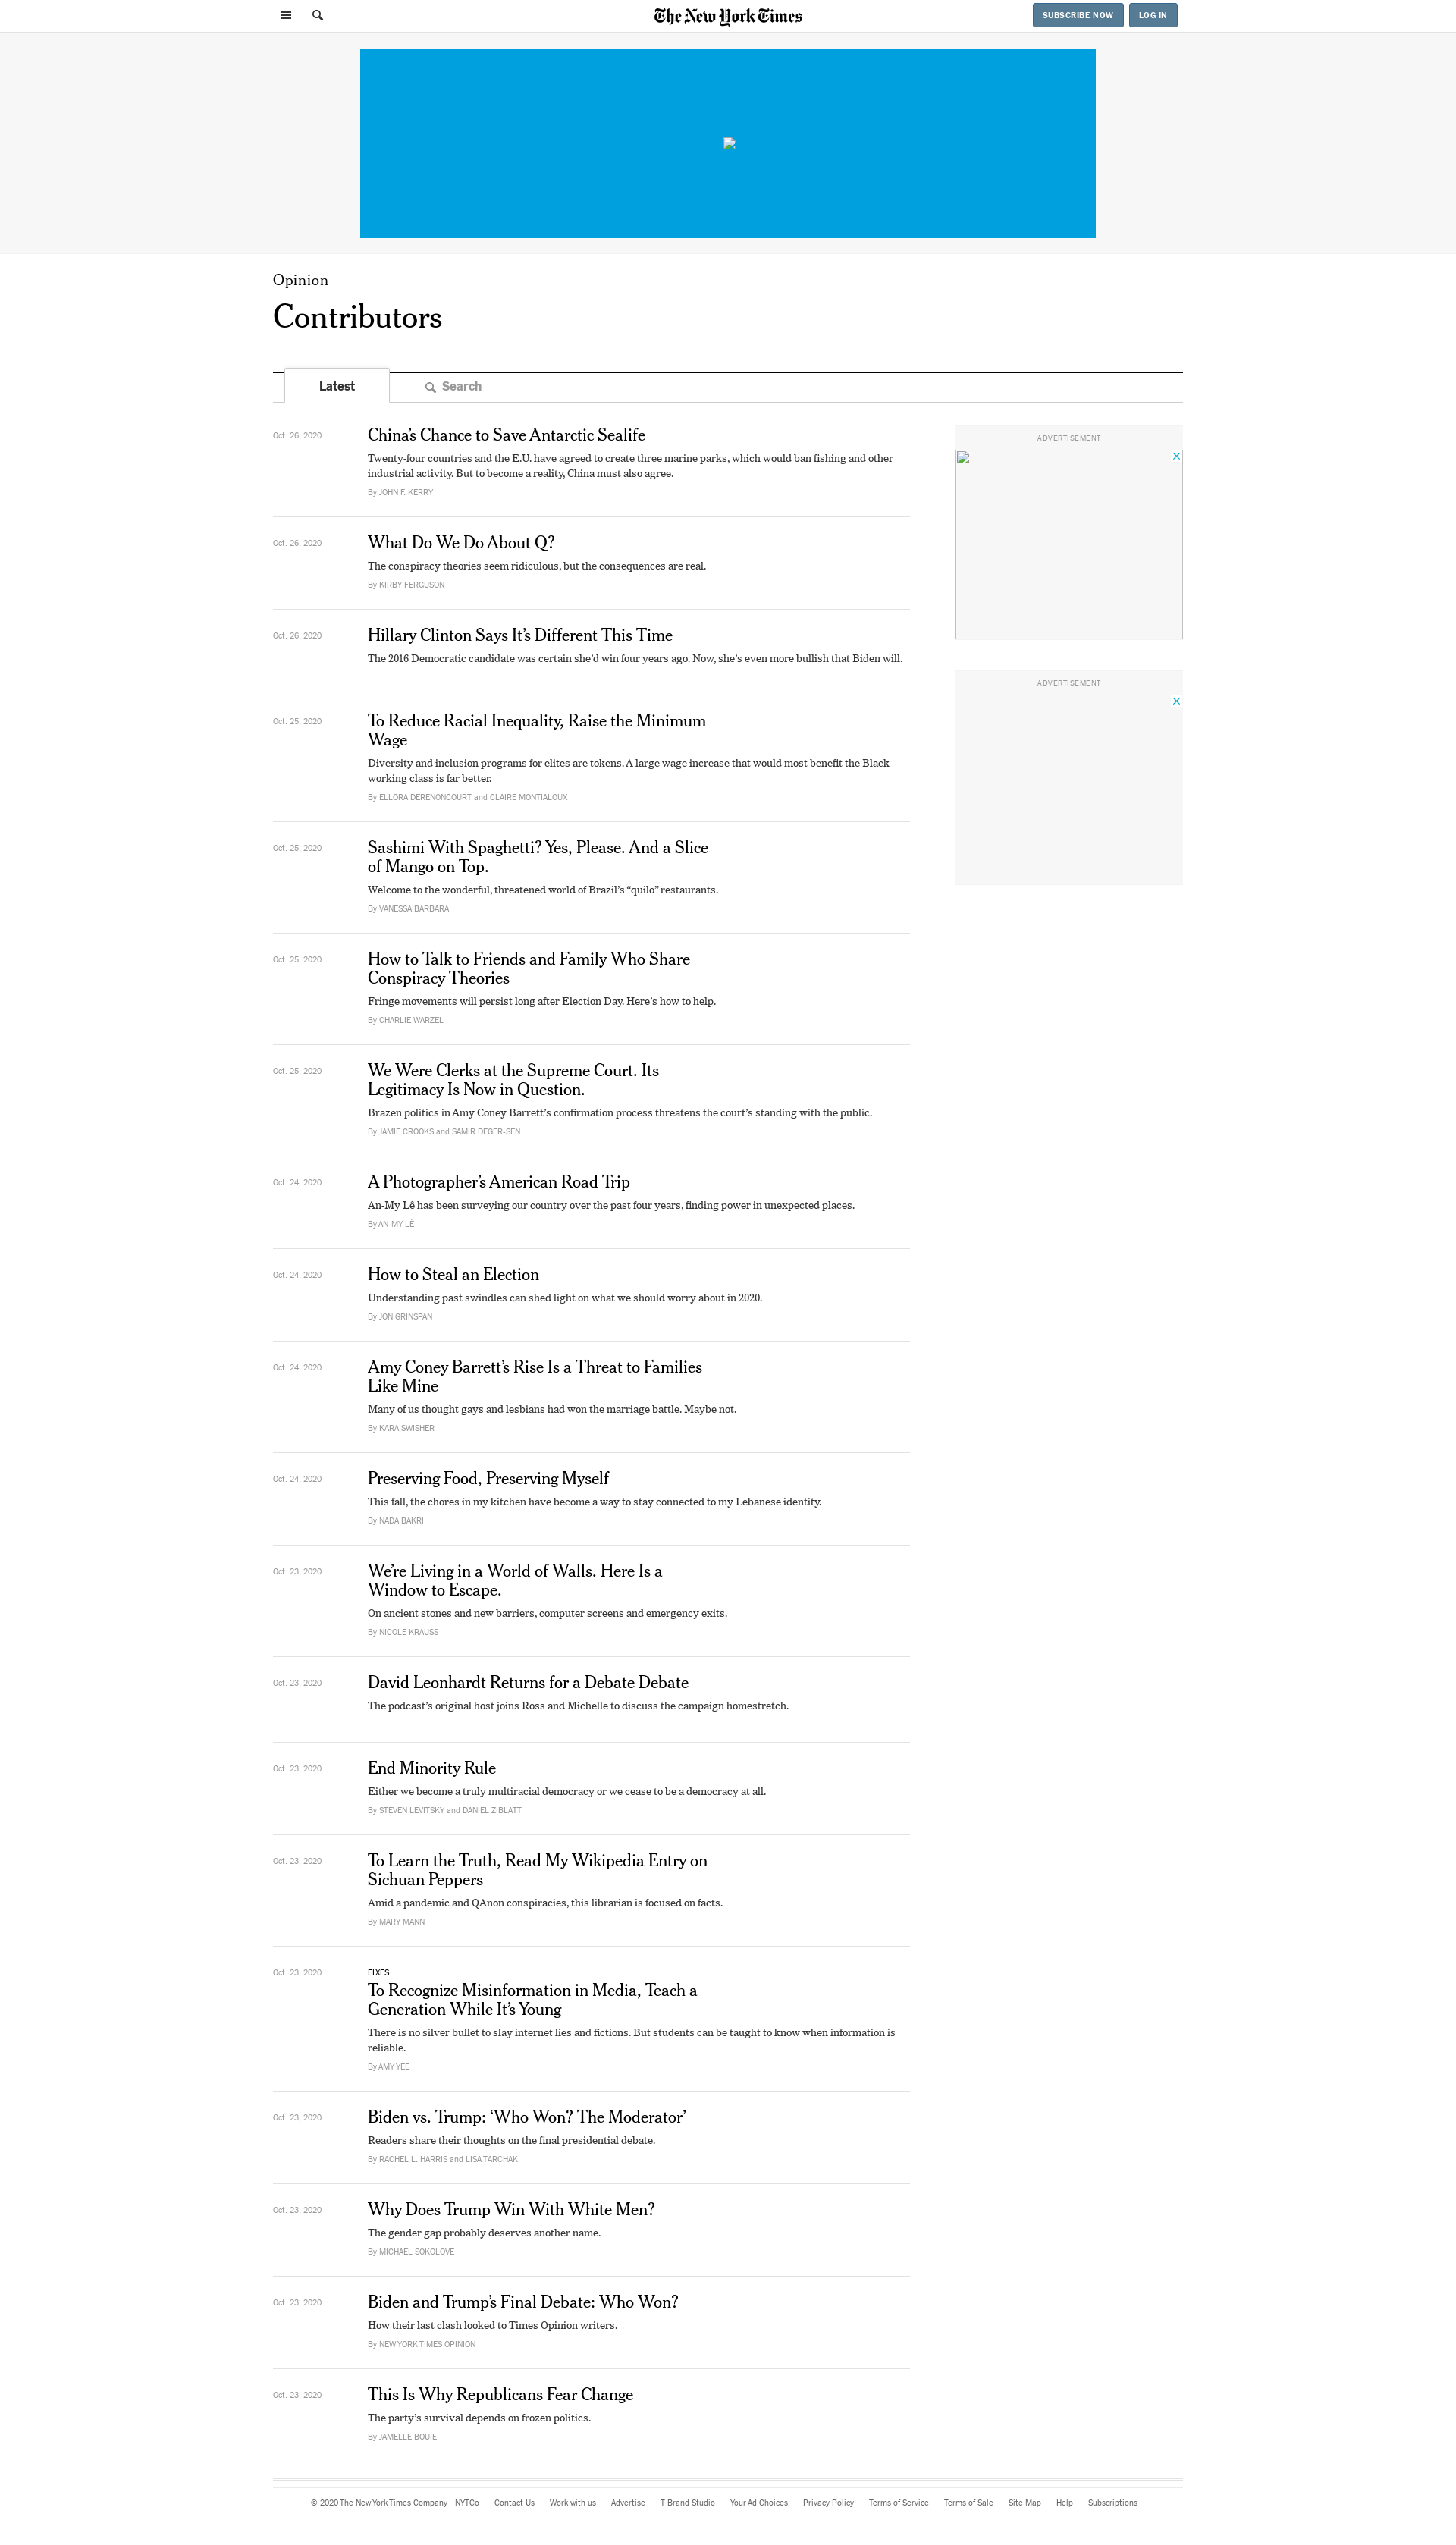 The New York Times
SUBSCRIBE NOW
LOG IN
Opinion
Contributors
Latest
Search
Oct. 26, 2020
China’s Chance to Save Antarctic Sealife
Twenty-four countries and the E.U. have agreed to create three marine parks, which would ban fishing and other
industrial activity. But to become a reality, China must also agree.
By JOHN F. KERRY
ADVERTISEMENT
Oct. 26, 2020
What Do We Do About Q?
The conspiracy theories seem ridiculous, but the consequences are real.
By KIRBY FERGUSON
Oct. 26, 2020
Hillary Clinton Says It’s Different This Time
The 2016 Democratic candidate was certain she’d win four years ago. Now, she’s even more bullish that Biden will.
ADVERTISEMENT
Oct. 25, 2020
To Reduce Racial Inequality, Raise the Minimum
Wage
Diversity and inclusion programs for elites are tokens. A large wage increase that would most benefit the Black
working class is far better.
By ELLORA DERENONCOURT and CLAIRE MONTIALOUX
Oct. 25, 2020
Sashimi With Spaghetti? Yes, Please. And a Slice
of Mango on Top.
Welcome to the wonderful, threatened world of Brazil’s “quilo” restaurants.
By VANESSA BARBARA
Oct. 25, 2020
How to Talk to Friends and Family Who Share
Conspiracy Theories
Fringe movements will persist long after Election Day. Here’s how to help.
By CHARLIE WARZEL
Oct. 25, 2020
We Were Clerks at the Supreme Court. Its
Legitimacy Is Now in Question.
Brazen politics in Amy Coney Barrett’s confirmation process threatens the court’s standing with the public.
By JAMIE CROOKS and SAMIR DEGER-SEN
Oct. 24, 2020
A Photographer’s American Road Trip
An-My Lê has been surveying our country over the past four years, finding power in unexpected places.
By AN-MY LÊ
Oct. 24, 2020
How to Steal an Election
Understanding past swindles can shed light on what we should worry about in 2020.
By JON GRINSPAN
Oct. 24, 2020
Amy Coney Barrett’s Rise Is a Threat to Families
Like Mine
Many of us thought gays and lesbians had won the marriage battle. Maybe not.
By KARA SWISHER
Oct. 24, 2020
Preserving Food, Preserving Myself
This fall, the chores in my kitchen have become a way to stay connected to my Lebanese identity.
By NADA BAKRI
Oct. 23, 2020
We’re Living in a World of Walls. Here Is a
Window to Escape.
On ancient stones and new barriers, computer screens and emergency exits.
By NICOLE KRAUSS
Oct. 23, 2020
David Leonhardt Returns for a Debate Debate
The podcast’s original host joins Ross and Michelle to discuss the campaign homestretch.
Oct. 23, 2020
End Minority Rule
Either we become a truly multiracial democracy or we cease to be a democracy at all.
By STEVEN LEVITSKY and DANIEL ZIBLATT
Oct. 23, 2020
To Learn the Truth, Read My Wikipedia Entry on
Sichuan Peppers
Amid a pandemic and QAnon conspiracies, this librarian is focused on facts.
By MARY MANN
Oct. 23, 2020
FIXES
To Recognize Misinformation in Media, Teach a
Generation While It’s Young
There is no silver bullet to slay internet lies and fictions. But students can be taught to know when information is
reliable.
By AMY YEE
Oct. 23, 2020
Biden vs. Trump: ‘Who Won? The Moderator’
Readers share their thoughts on the final presidential debate.
By RACHEL L. HARRIS and LISA TARCHAK
Oct. 23, 2020
Why Does Trump Win With White Men?
The gender gap probably deserves another name.
By MICHAEL SOKOLOVE
Oct. 23, 2020
Biden and Trump’s Final Debate: Who Won?
How their last clash looked to Times Opinion writers.
By NEW YORK TIMES OPINION
Oct. 23, 2020
This Is Why Republicans Fear Change
The party’s survival depends on frozen politics.
By JAMELLE BOUIE
© 2020 The New York Times Company NYTCo Contact Us Work with us Advertise T Brand Studio Your Ad Choices Privacy Policy Terms of Service Terms of Sale Site Map Help Subscriptions